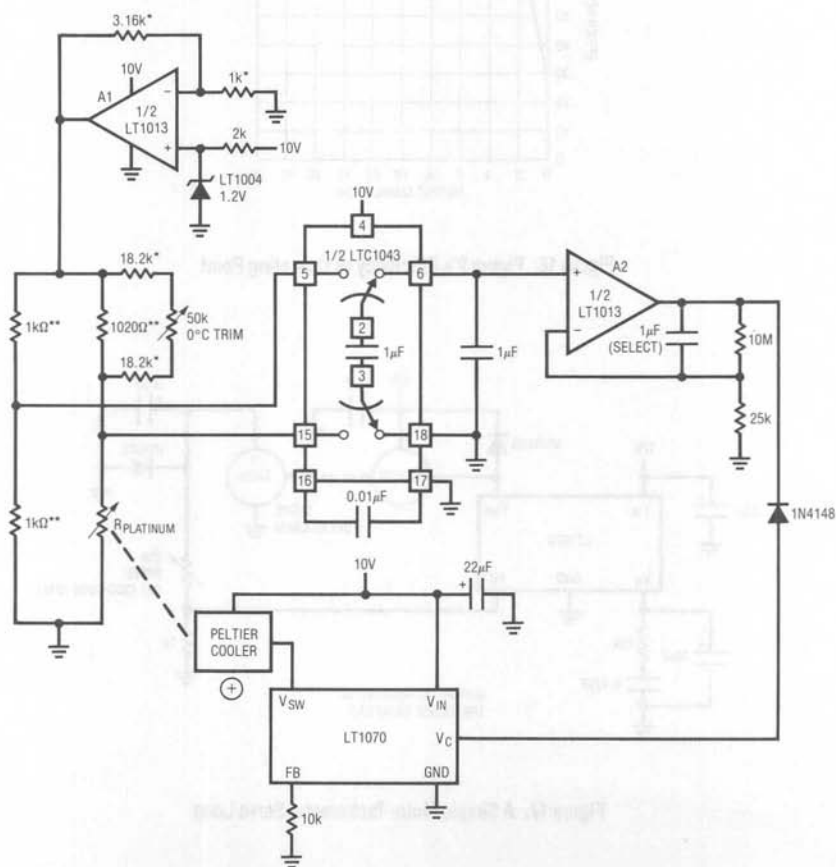 3.16k*
10V
A1
1/2
LT1013
−
+
1k*
2k
10V
LT1004
1.2V
10V
4
1/2 LTC1043
5
6
2
1µF
3
15
18
16
17
0.01µF
1µF
A2
1/2
LT1013
+
−
1µF
(SELECT)
10M
25k
1N4148
18.2k*
1kΩ**
1020Ω**
50k
0°C TRIM
18.2k*
1kΩ**
RPLATINUM
10V
22µF
+
PELTIER
COOLER
+
VSW
VIN
LT1070
VC
FB
GND
10k